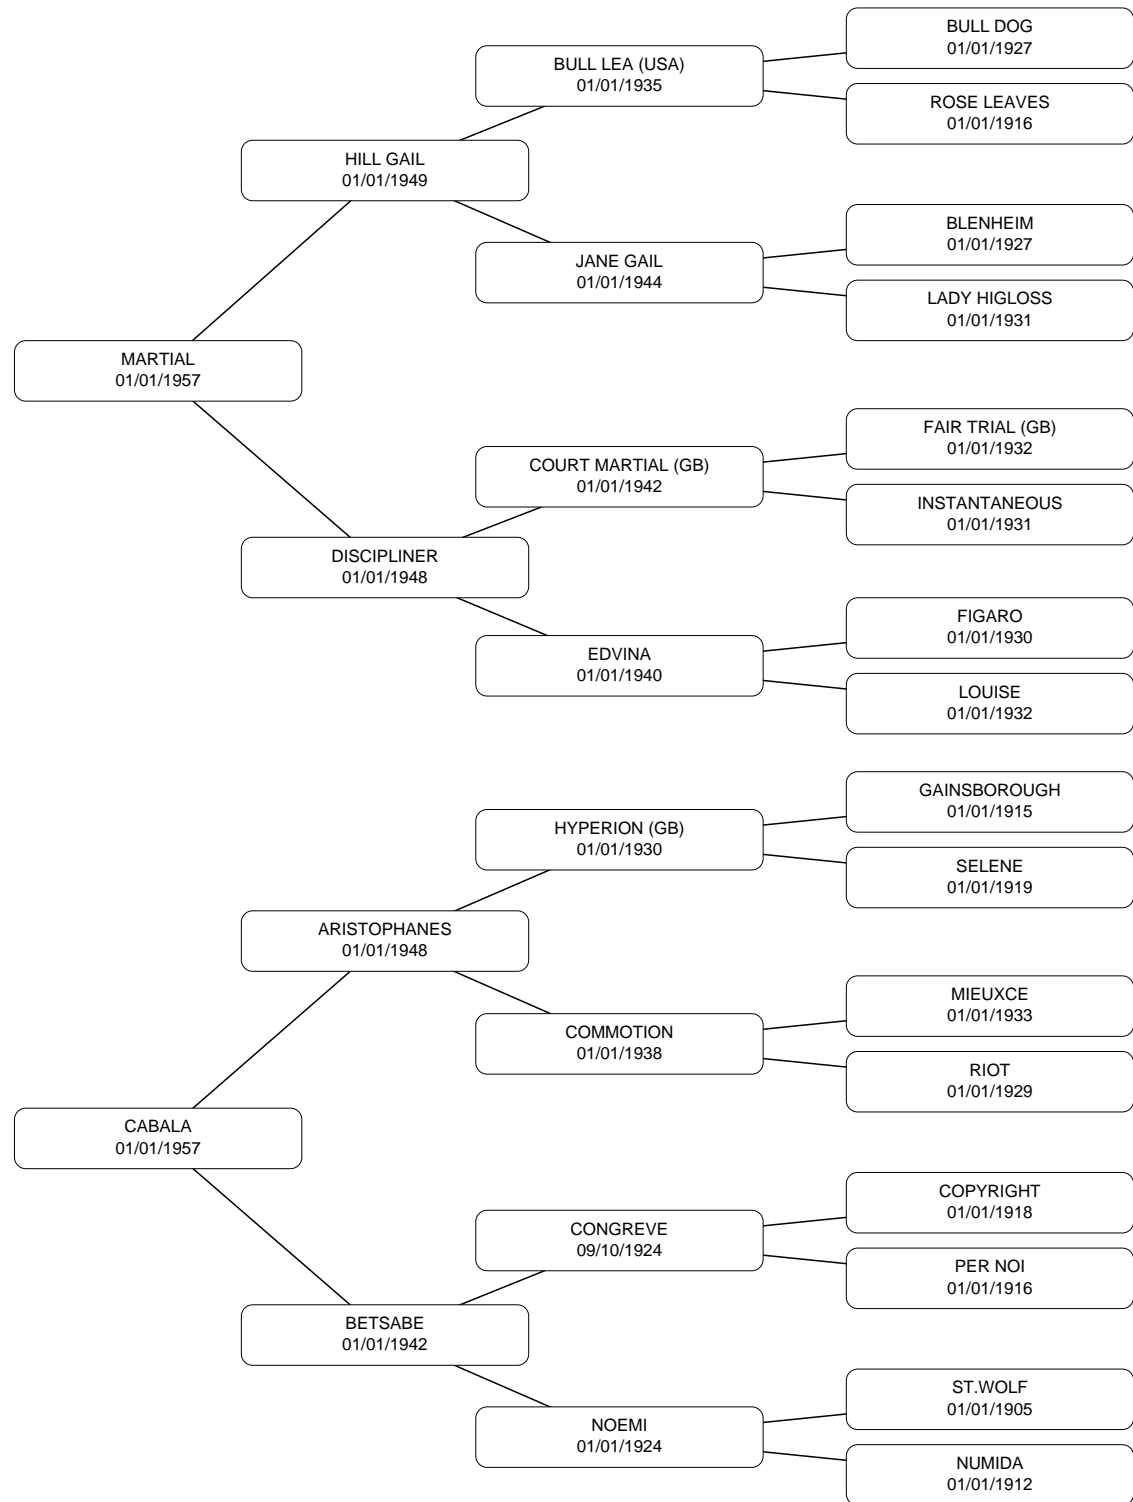 BULL DOG
01/01/1927
BULL LEA (USA)
01/01/1935
ROSE LEAVES
01/01/1916
HILL GAIL
01/01/1949
BLENHEIM
01/01/1927
JANE GAIL
01/01/1944
LADY HIGLOSS
01/01/1931
MARTIAL
01/01/1957
FAIR TRIAL (GB)
01/01/1932
COURT MARTIAL (GB)
01/01/1942
INSTANTANEOUS
01/01/1931
DISCIPLINER
01/01/1948
FIGARO
01/01/1930
EDVINA
01/01/1940
LOUISE
01/01/1932
GAINSBOROUGH
01/01/1915
HYPERION (GB)
01/01/1930
SELENE
01/01/1919
ARISTOPHANES
01/01/1948
MIEUXCE
01/01/1933
COMMOTION
01/01/1938
RIOT
01/01/1929
CABALA
01/01/1957
COPYRIGHT
01/01/1918
CONGREVE
09/10/1924
PER NOI
01/01/1916
BETSABE
01/01/1942
ST.WOLF
01/01/1905
NOEMI
01/01/1924
NUMIDA
01/01/1912